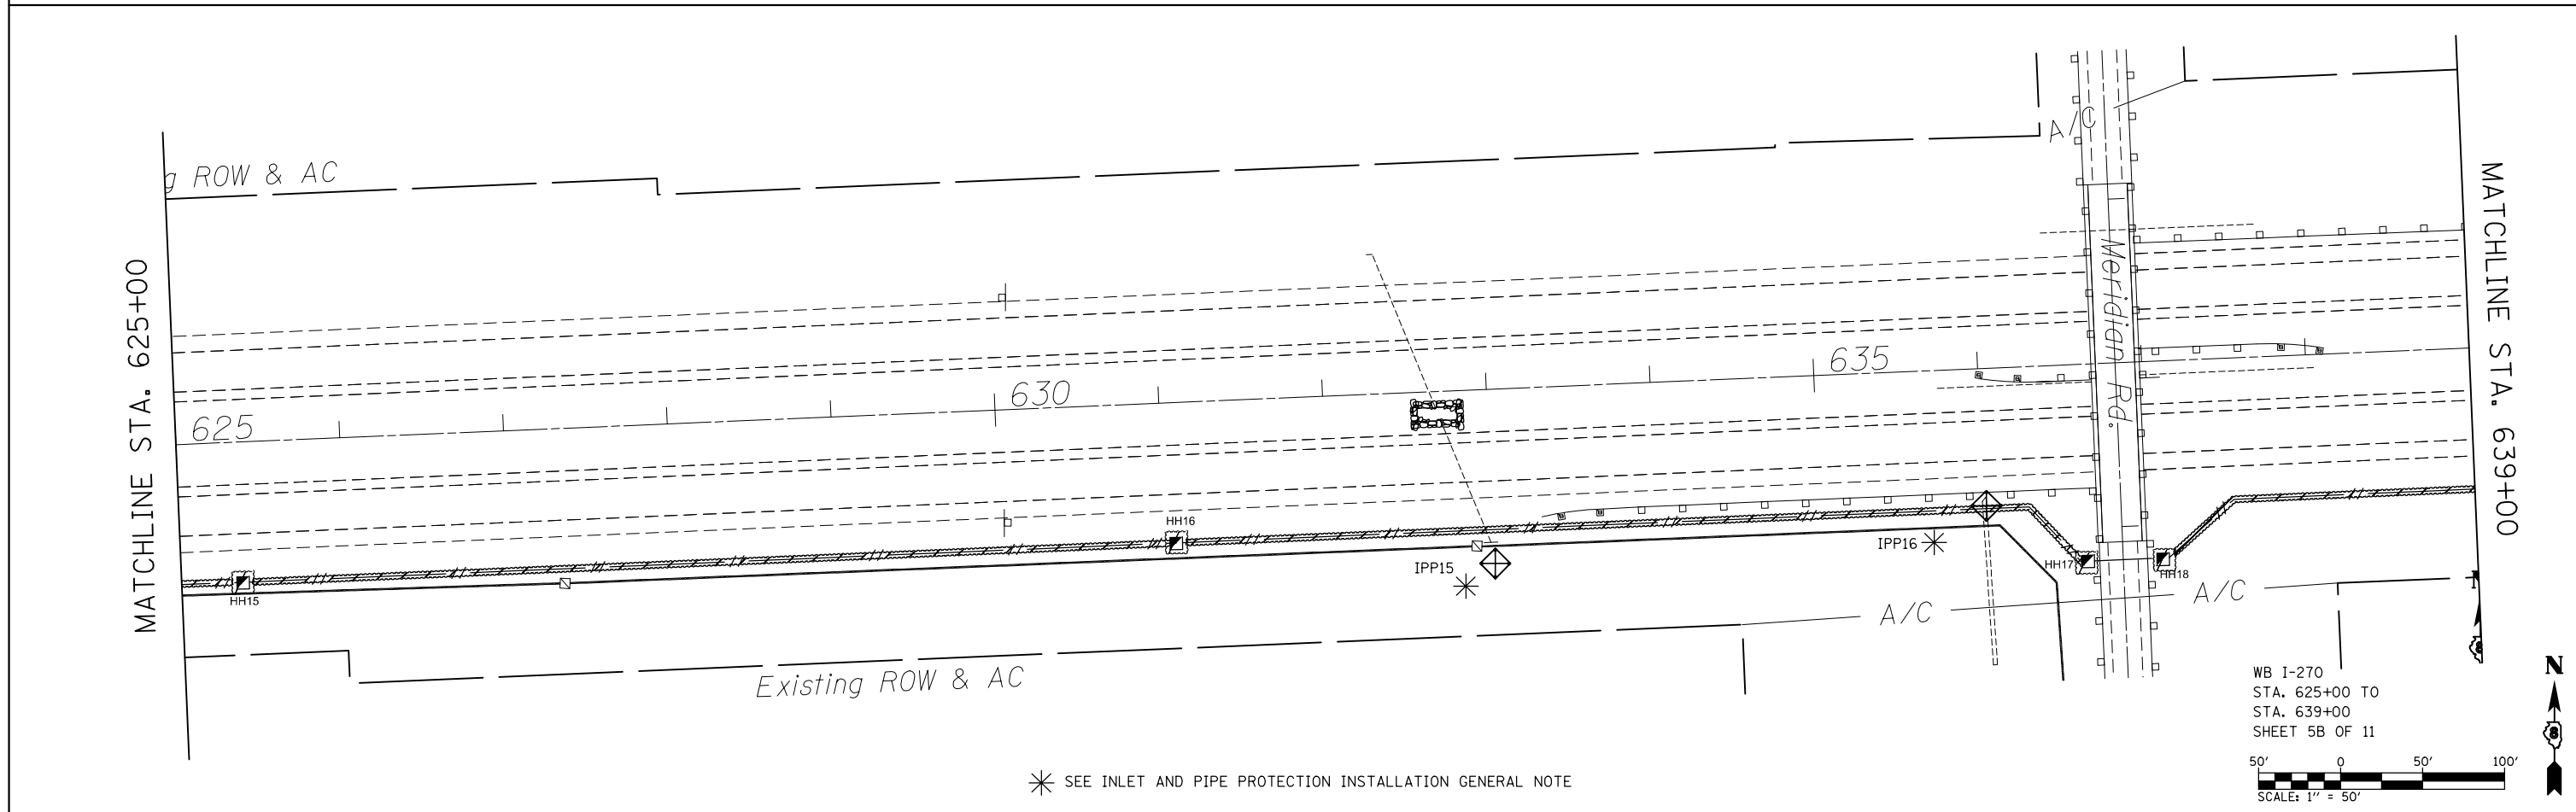 g ROW & AC
A/C
MATCHLINE STA. 625+00
MATCHLINE STA. 639+00
Meridian Rd.
625
630
635
HH15
HH16
IPP15
IPP16
HH17
HH18
A/C
A/C
Existing ROW & AC
WB I-270
STA. 625+00 TO
STA. 639+00
SHEET 5B OF 11
N
8
50' 0 50' 100'
SCALE: 1" = 50'
SEE INLET AND PIPE PROTECTION INSTALLATION GENERAL NOTE